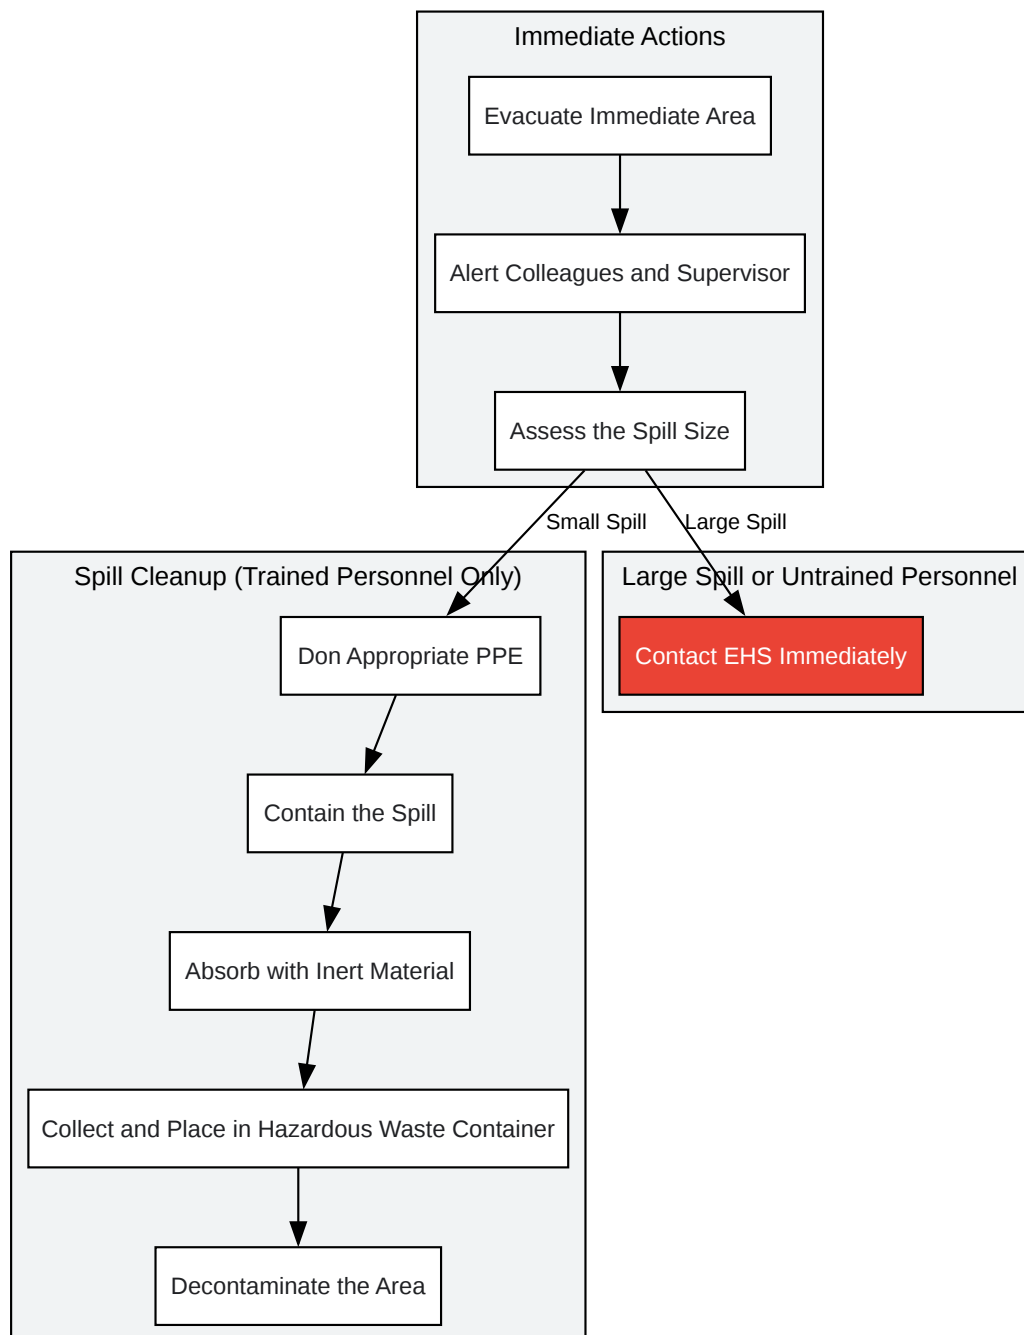 Immediate Actions
Evacuate Immediate Area
Alert Colleagues and Supervisor
Assess the Spill Size
Small Spill
Large Spill
Spill Cleanup (Trained Personnel Only)
Don Appropriate PPE
Contain the Spill
Absorb with Inert Material
Collect and Place in Hazardous Waste Container
Decontaminate the Area
Large Spill or Untrained Personnel
Contact EHS Immediately